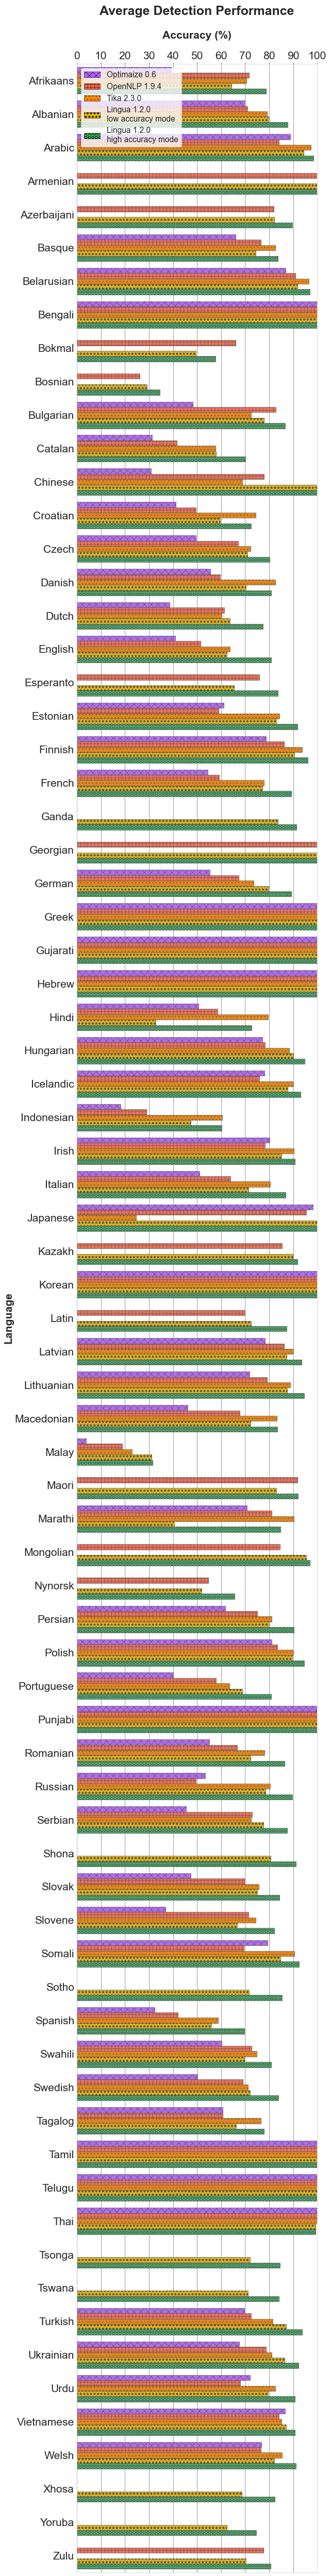 Average Detection Performance
Accuracy (%)
0 10 20 30 40 50 60 70 80 90 100
Optimaize 0.6
OpenNLP 1.9.4
Tika 2.3.0
Lingua 1.2.0
low accuracy mode
Lingua 1.2.0
high accuracy mode
Afrikaans
Albanian
Arabic
Armenian
Azerbaijani
Basque
Belarusian
Bengali
Bokmal
Bosnian
Bulgarian
Catalan
Chinese
Croatian
Czech
Danish
Dutch
English
Esperanto
Estonian
Finnish
French
Ganda
Georgian
German
Greek
Gujarati
Hebrew
Hindi
Hungarian
Icelandic
Indonesian
Irish
Italian
Japanese
Kazakh
Korean
Language
Latin
Latvian
Lithuanian
Macedonian
Malay
Maori
Marathi
Mongolian
Nynorsk
Persian
Polish
Portuguese
Punjabi
Romanian
Russian
Serbian
Shona
Slovak
Slovene
Somali
Sotho
Spanish
Swahili
Swedish
Tagalog
Tamil
Telugu
Thai
Tsonga
Tswana
Turkish
Ukrainian
Urdu
Vietnamese
Welsh
Xhosa
Yoruba
Zulu